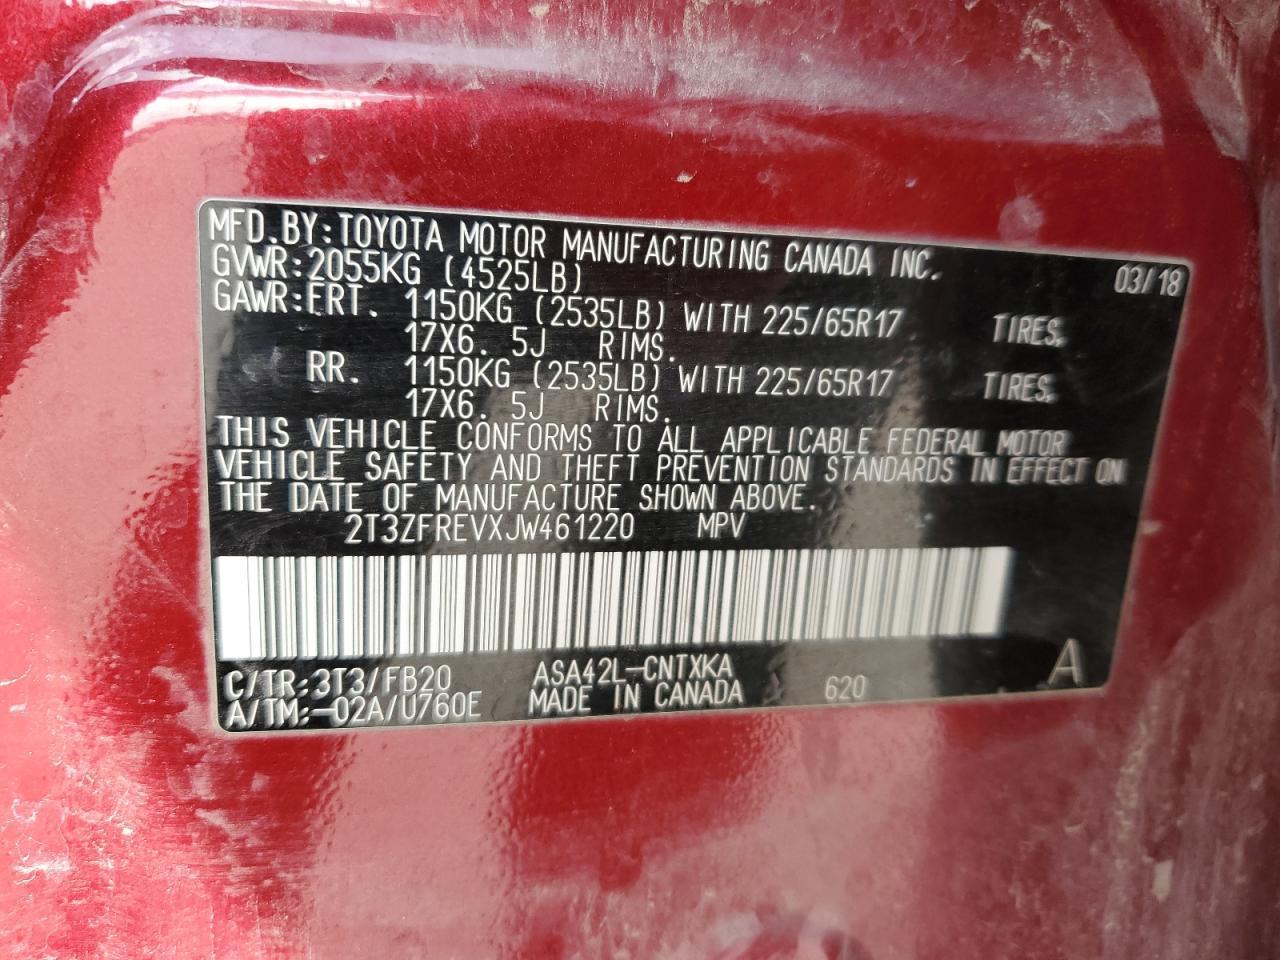 MFD.BY:TOYOTA MOTOR MANUFACTURING CANADA INC. 03/18
GVWR:2055KG (4525LB)
GAWR:FRT. 1150KG (2535LB) WITH 225/65R17 TIRES,
17X6. 5J RIMS.
RR. 1150KG (2535LB) WITH 225/65R17 TIRES,
17X6. 5J RIMS.
THIS VEHICLE CONFORMS TO ALL APPLICABLE FEDERAL MOTOR
VEHICLE SAFETY AND THEFT PREVENTION STANDARDS IN EFFECT ON
THE DATE OF MANUFACTURE SHOWN ABOVE.
2T3ZFREVXJW461220 MPV
C/TR:3T3/FB20 ASA42L-CNTXKA A
A/TM:-02A/U760E MADE IN CANADA 620